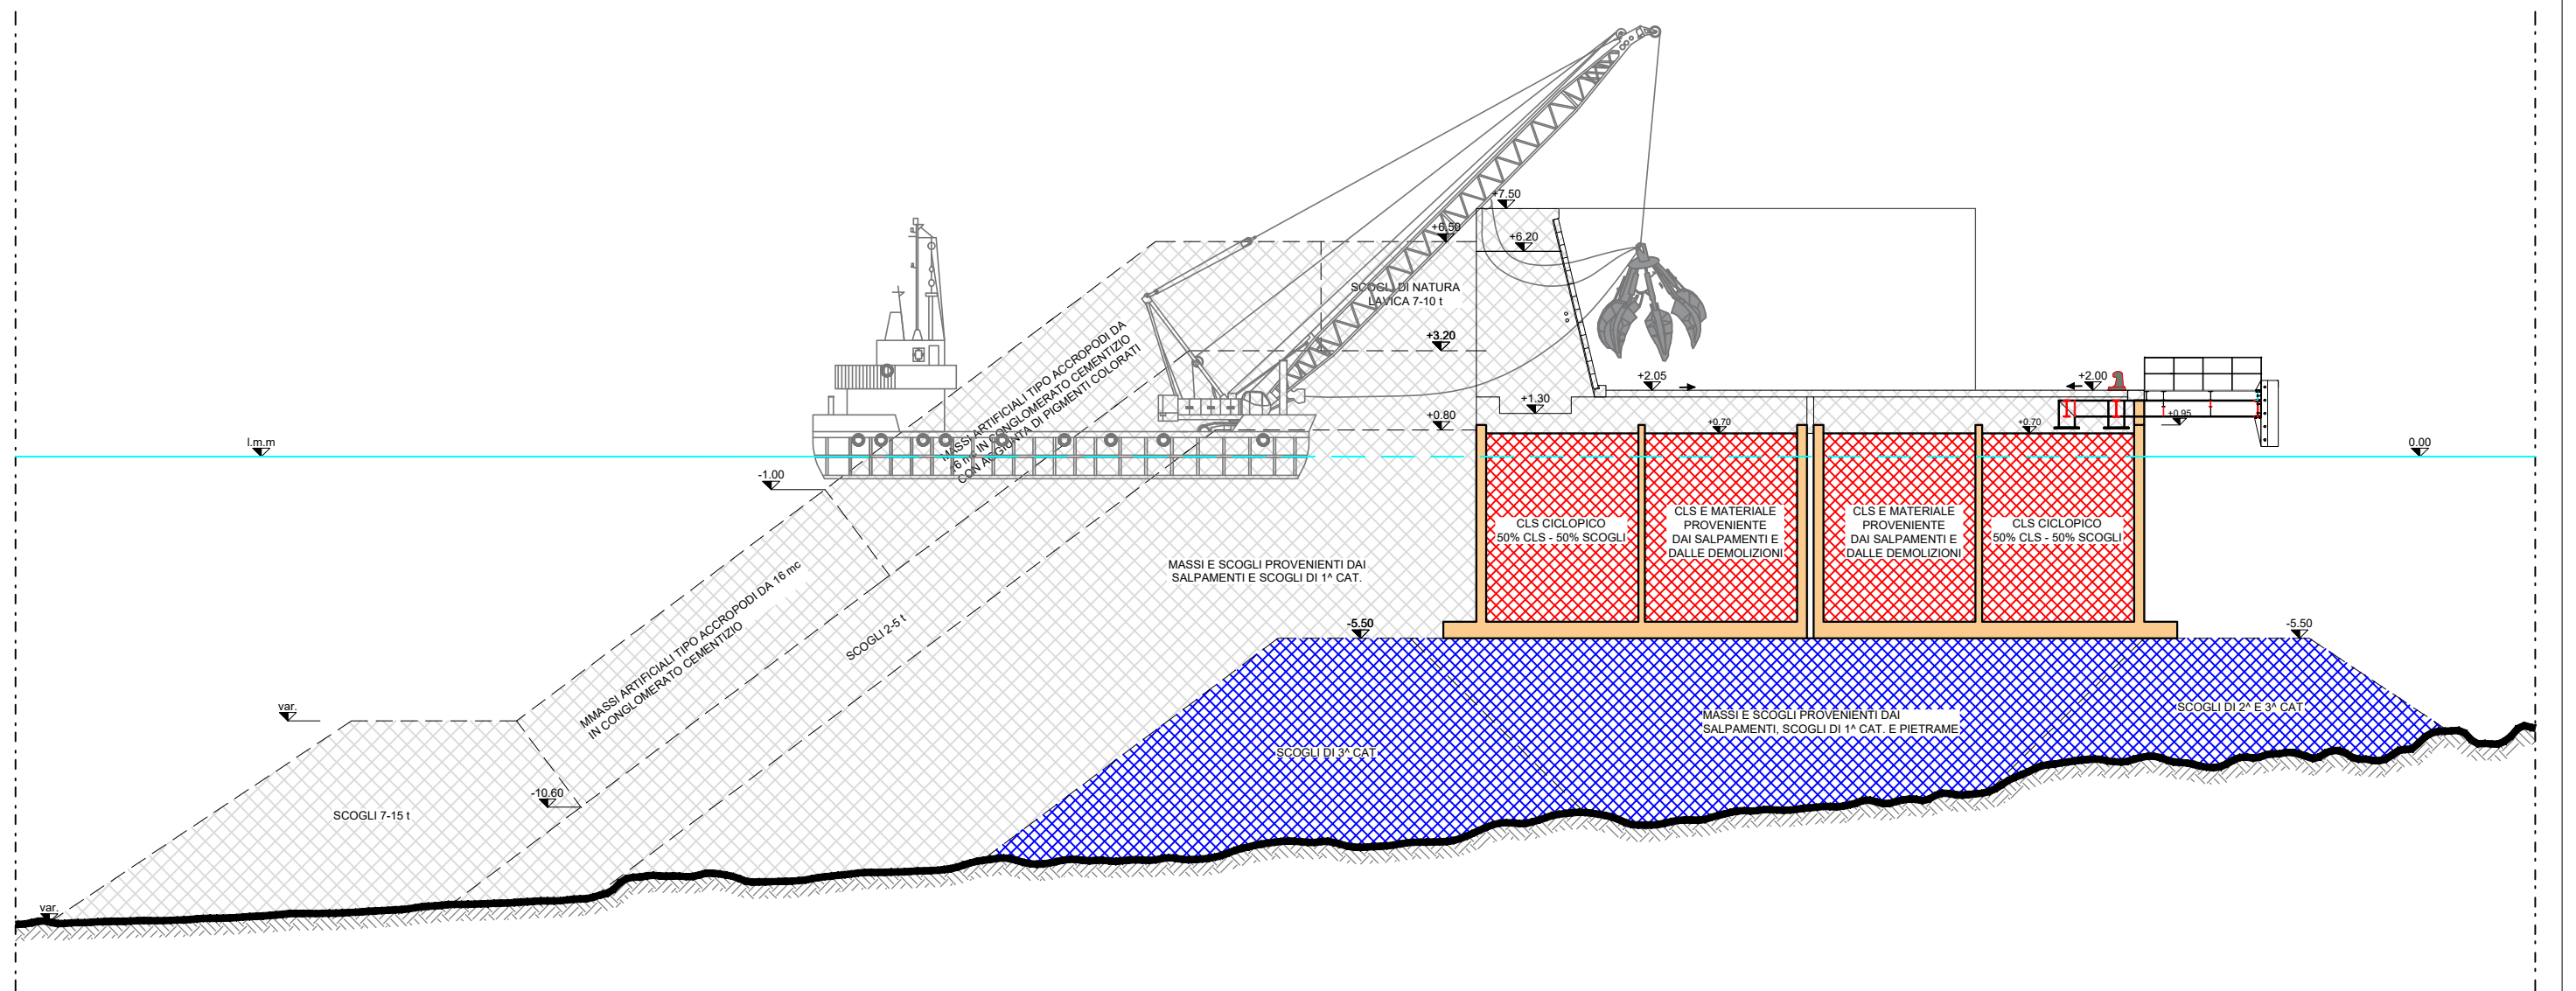 +7.50
+6.50
+6.20
SCOGLI DI NATURA
LAVICA 7-10 t
MASSI ARTIFICIALI TIPO ACCROPODI DA
16 mc IN CONGLOMERATO CEMENTIZIO
CON AGGIUNTA DI PIGMENTI COLORATI
+3.20
+2.05
+2.00
+1.30
+0.80
+0.95
+0.70
+0.70
l.m.m
0.00
-1.00
CLS CICLOPICO
50% CLS - 50% SCOGLI
CLS E MATERIALE
PROVENIENTE
DAI SALPAMENTI E
DALLE DEMOLIZIONI
CLS E MATERIALE
PROVENIENTE
DAI SALPAMENTI E
DALLE DEMOLIZIONI
CLS CICLOPICO
50% CLS - 50% SCOGLI
MASSI E SCOGLI PROVENIENTI DAI
SALPAMENTI E SCOGLI DI 1^ CAT.
MMASSI ARTIFICIALI TIPO ACCROPODI DA 16 mc
IN CONGLOMERATO CEMENTIZIO
SCOGLI 2-5 t
-5.50
-5.50
var.
SCOGLI DI 2^ E 3^ CAT
MASSI E SCOGLI PROVENIENTI DAI
SALPAMENTI, SCOGLI DI 1^ CAT. E PIETRAME
SCOGLI DI 3^ CAT
-10.60
SCOGLI 7-15 t
var.